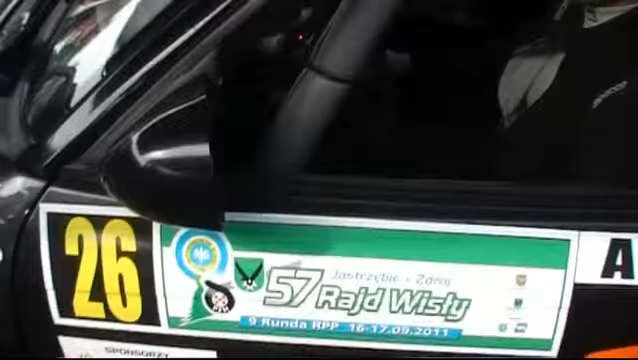 26
57
Jastrzębie - Zdrój
Rajd Wisły
9 Runda RPP 16-17.09.2011
SPONSORZY
A